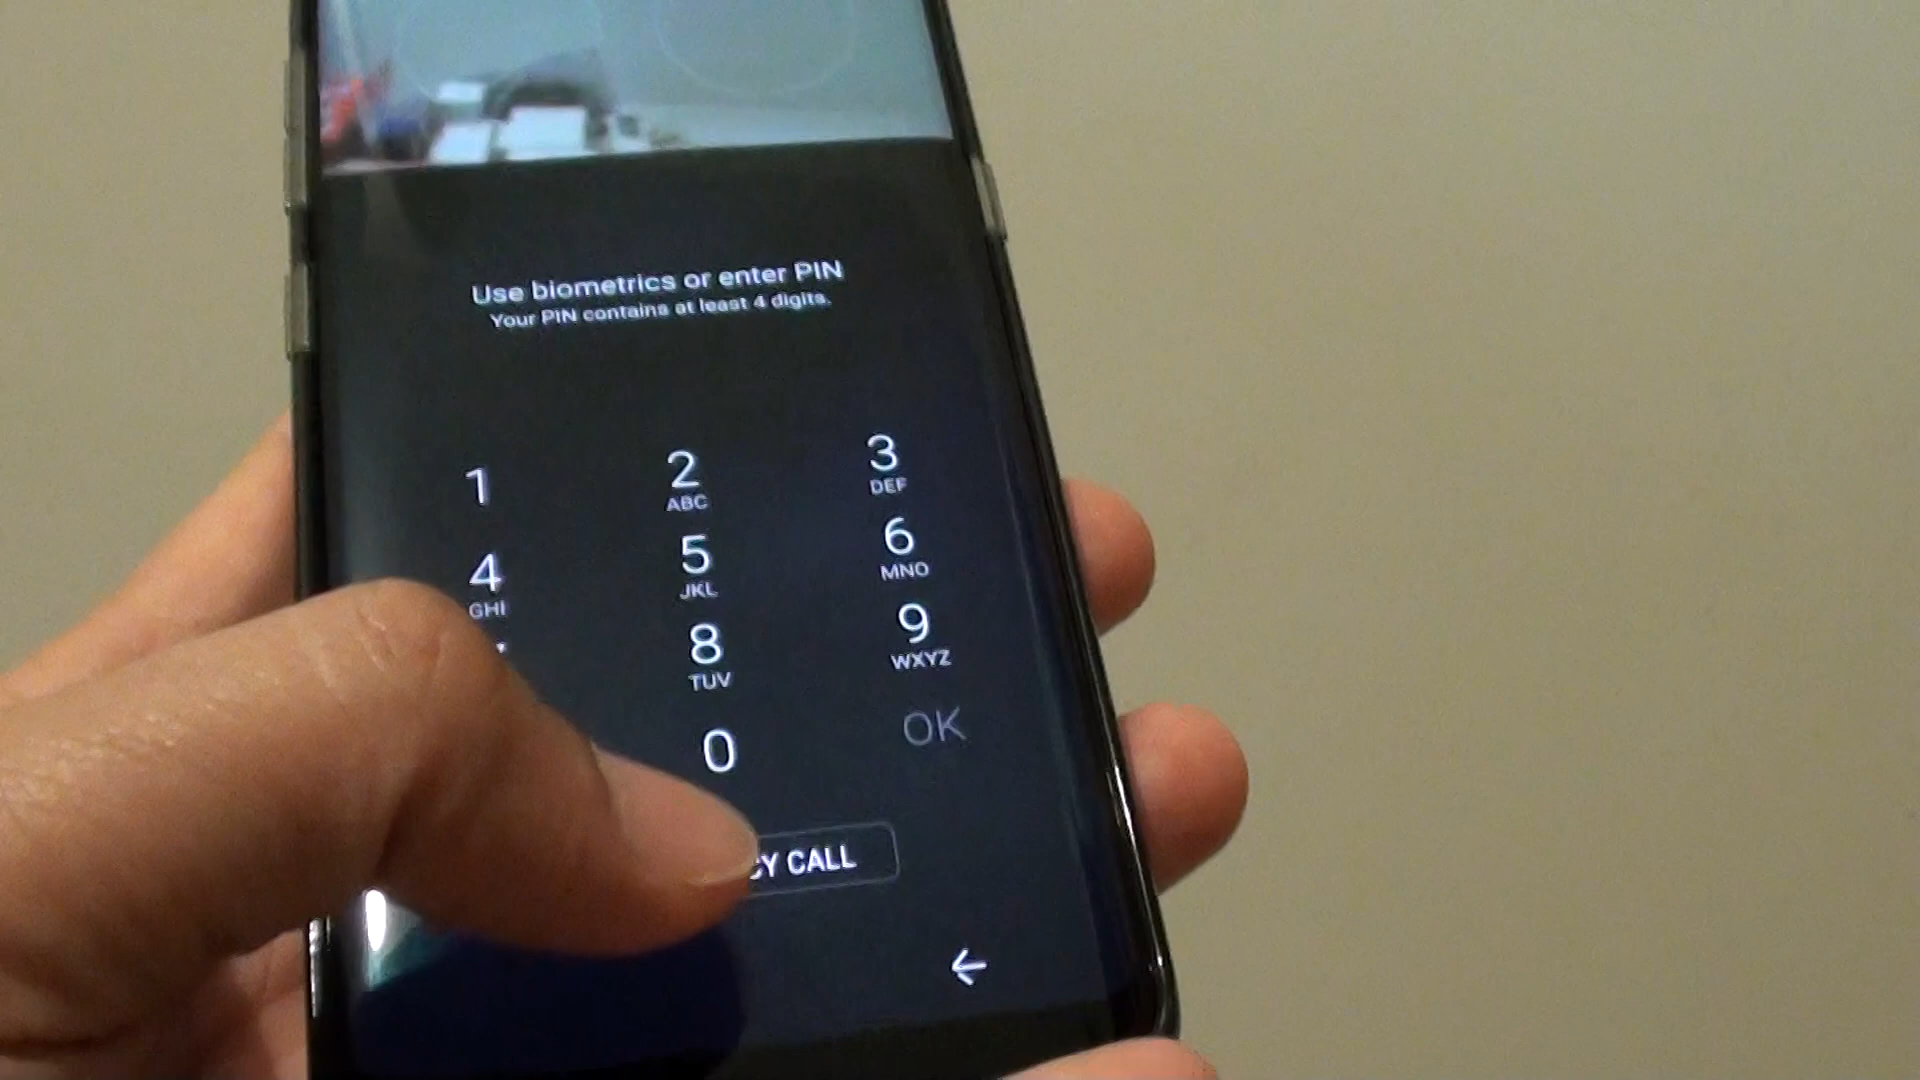 Use biometrics or enter PIN
Your PIN contains at least 4 digits.
1 2 3
ABC DEF
4 5 6
GHI JKL MNO
8 9
TUV WXYZ
0 OK
CALL